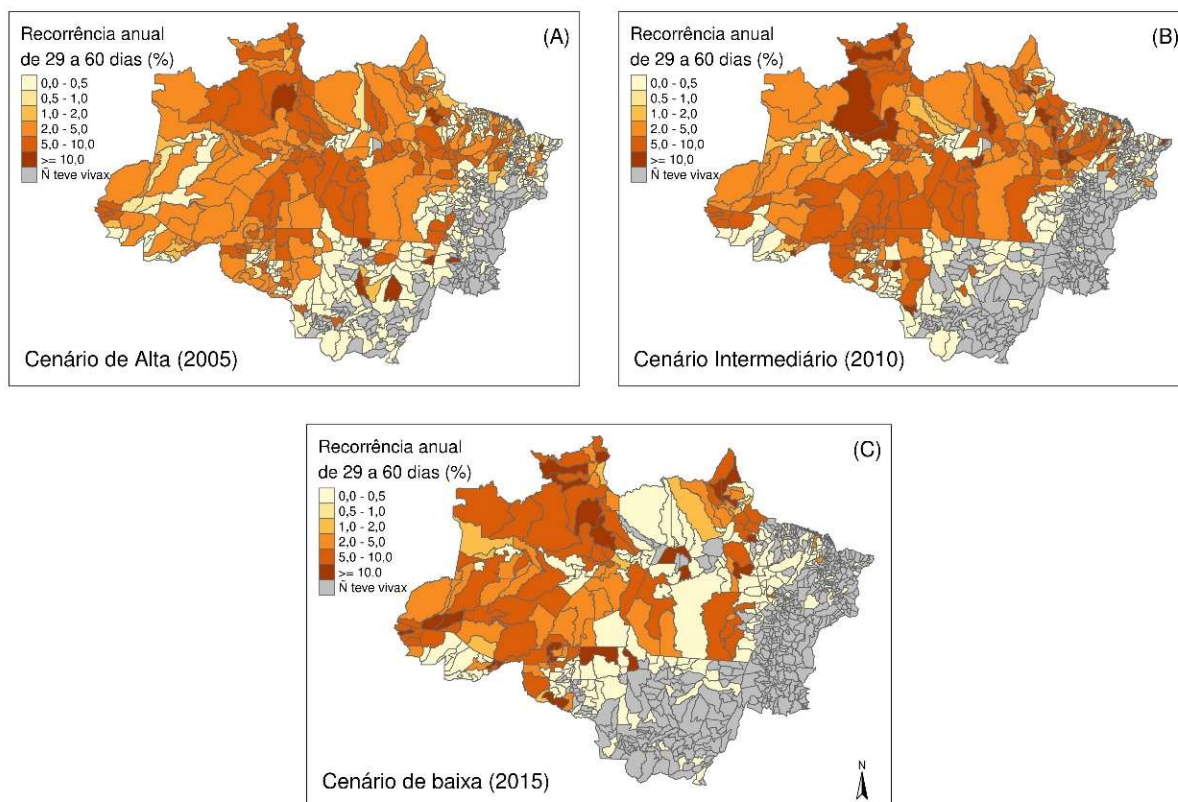 Recorrência anual
de 29 a 60 dias (%)
0,0 - 0,5
0,5 - 1,0
1,0 - 2,0
2,0 - 5,0
5,0 - 10,0
>= 10,0
Ñ teve vivax
(A)
Cenário de Alta (2005)
Recorrência anual
de 29 a 60 dias (%)
0,0 - 0,5
0,5 - 1,0
1,0 - 2,0
2,0 - 5,0
5,0 - 10,0
>= 10,0
Ñ teve vivax
(B)
Cenário Intermediário (2010)
Recorrência anual
de 29 a 60 dias (%)
0,0 - 0,5
0,5 - 1,0
1,0 - 2,0
2,0 - 5,0
5,0 - 10,0
>= 10,0
Ñ teve vivax
(C)
Cenário de baixa (2015)
N